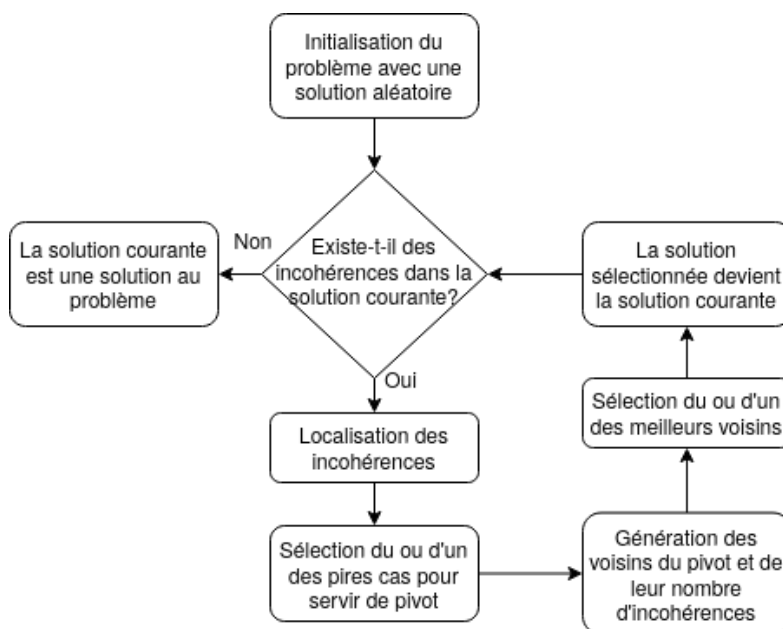 Initialisation du
problème avec une
solution aléatoire
Existe-t-il des
incohérences dans la
solution courante?
Non
La solution courante
est une solution au
problème
Oui
Localisation des
incohérences
Sélection du ou d'un
des pires cas pour
servir de pivot
Génération des
voisins du pivot et de
leur nombre
d'incohérences
Sélection du ou d'un
des meilleurs voisins
La solution
sélectionnée devient
la solution courante